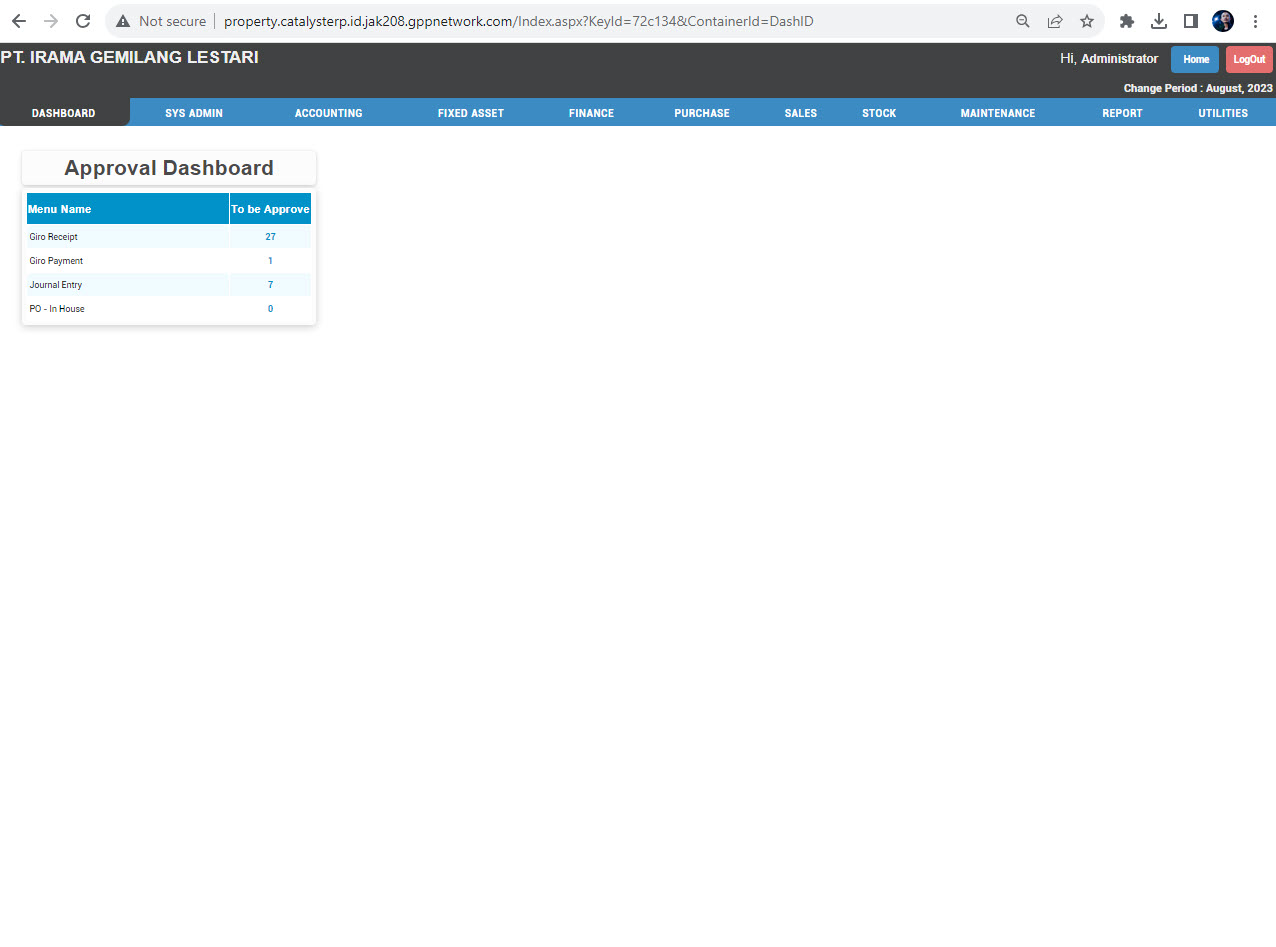 Not secure property.catalysterp.id.jak208.gppnetwork.com/Index.aspx?KeyId=72c134&ContainerId=DashID
PT. IRAMA GEMILANG LESTARI
Hi, Administrator Home LogOut
Change Period : August, 2023
DASHBOARD SYS ADMIN ACCOUNTING FIXED ASSET FINANCE PURCHASE SALES STOCK MAINTENANCE REPORT UTILITIES
Approval Dashboard
Menu Name To be Approve
Giro Receipt 27
Giro Payment 1
Journal Entry 7
PO - In House 0